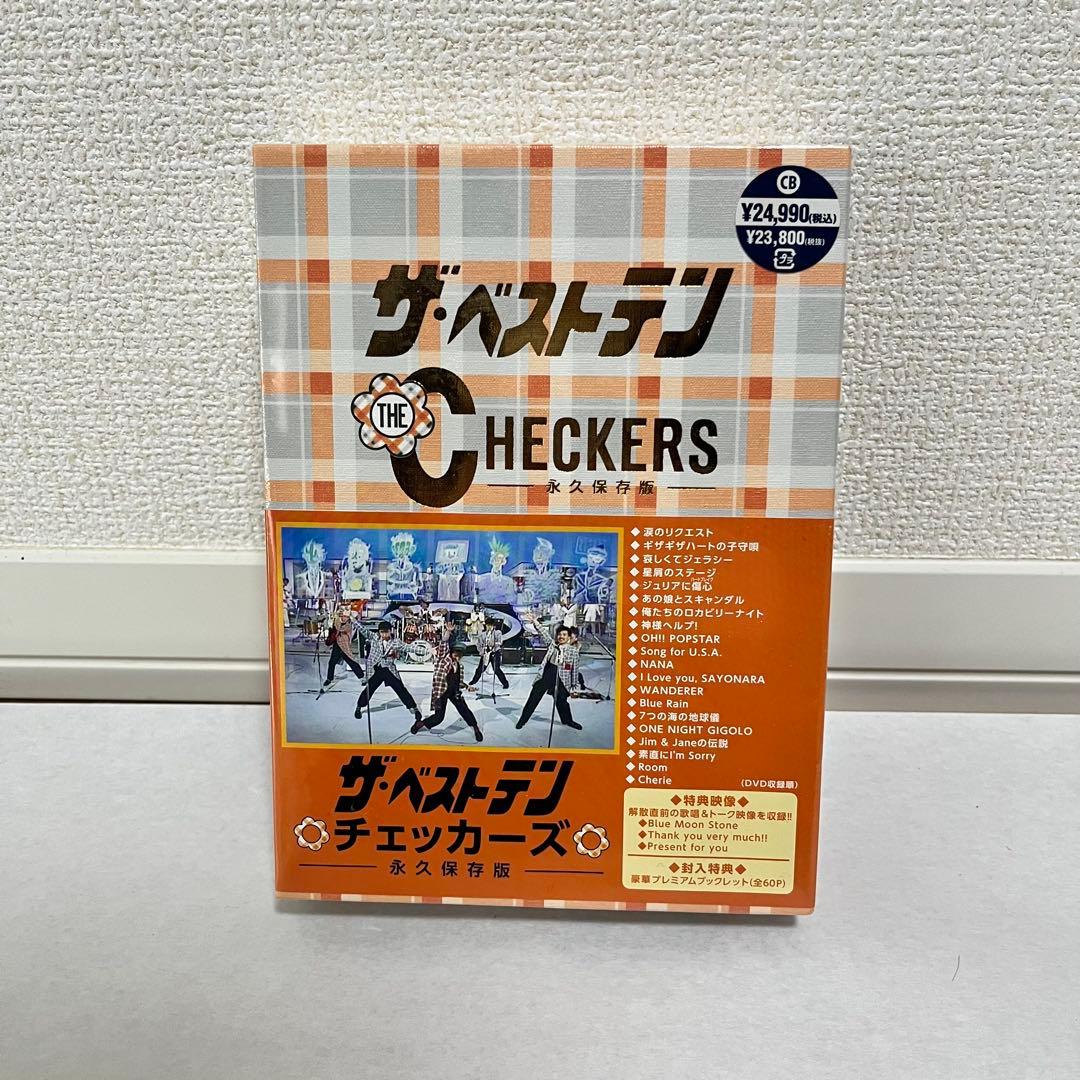 CB
¥24,990(税込)
¥23,800(税抜)
プラ
ザ・ベストテン
THE CHECKERS
永久保存版
◆涙のリクエスト
◆ギザギザハートの子守唄
◆哀しくてジェラシー
◆星屑のステージ
ハートブレイク
◆ジュリアに傷心
◆あの娘とスキャンダル
◆俺たちのロカビリーナイト
◆神様ヘルプ!
◆OH!! POPSTAR
◆Song for U.S.A.
◆NANA
◆I Love you, SAYONARA
◆WANDERER
◆Blue Rain
◆7つの海の地球儀
◆ONE NIGHT GIGOLO
◆Jim & Janeの伝説
◆素直にI'm Sorry
◆Room
◆Cherie
(DVD収録順)
ザ・ベストテン
チェッカーズ
永久保存版
◆特典映像◆
解散直前の歌唱&トーク映像を収録!!
◆Blue Moon Stone
◆Thank you very much!!
◆Present for you
◆封入特典◆
豪華プレミアムブックレット(全60P)